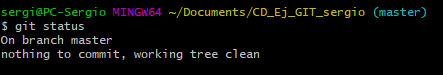 sergi@PC-Sergio MINGW64 ~/Documents/CD_Ej_GIT_sergio (master)
$ git status
On branch master
nothing to commit, working tree clean